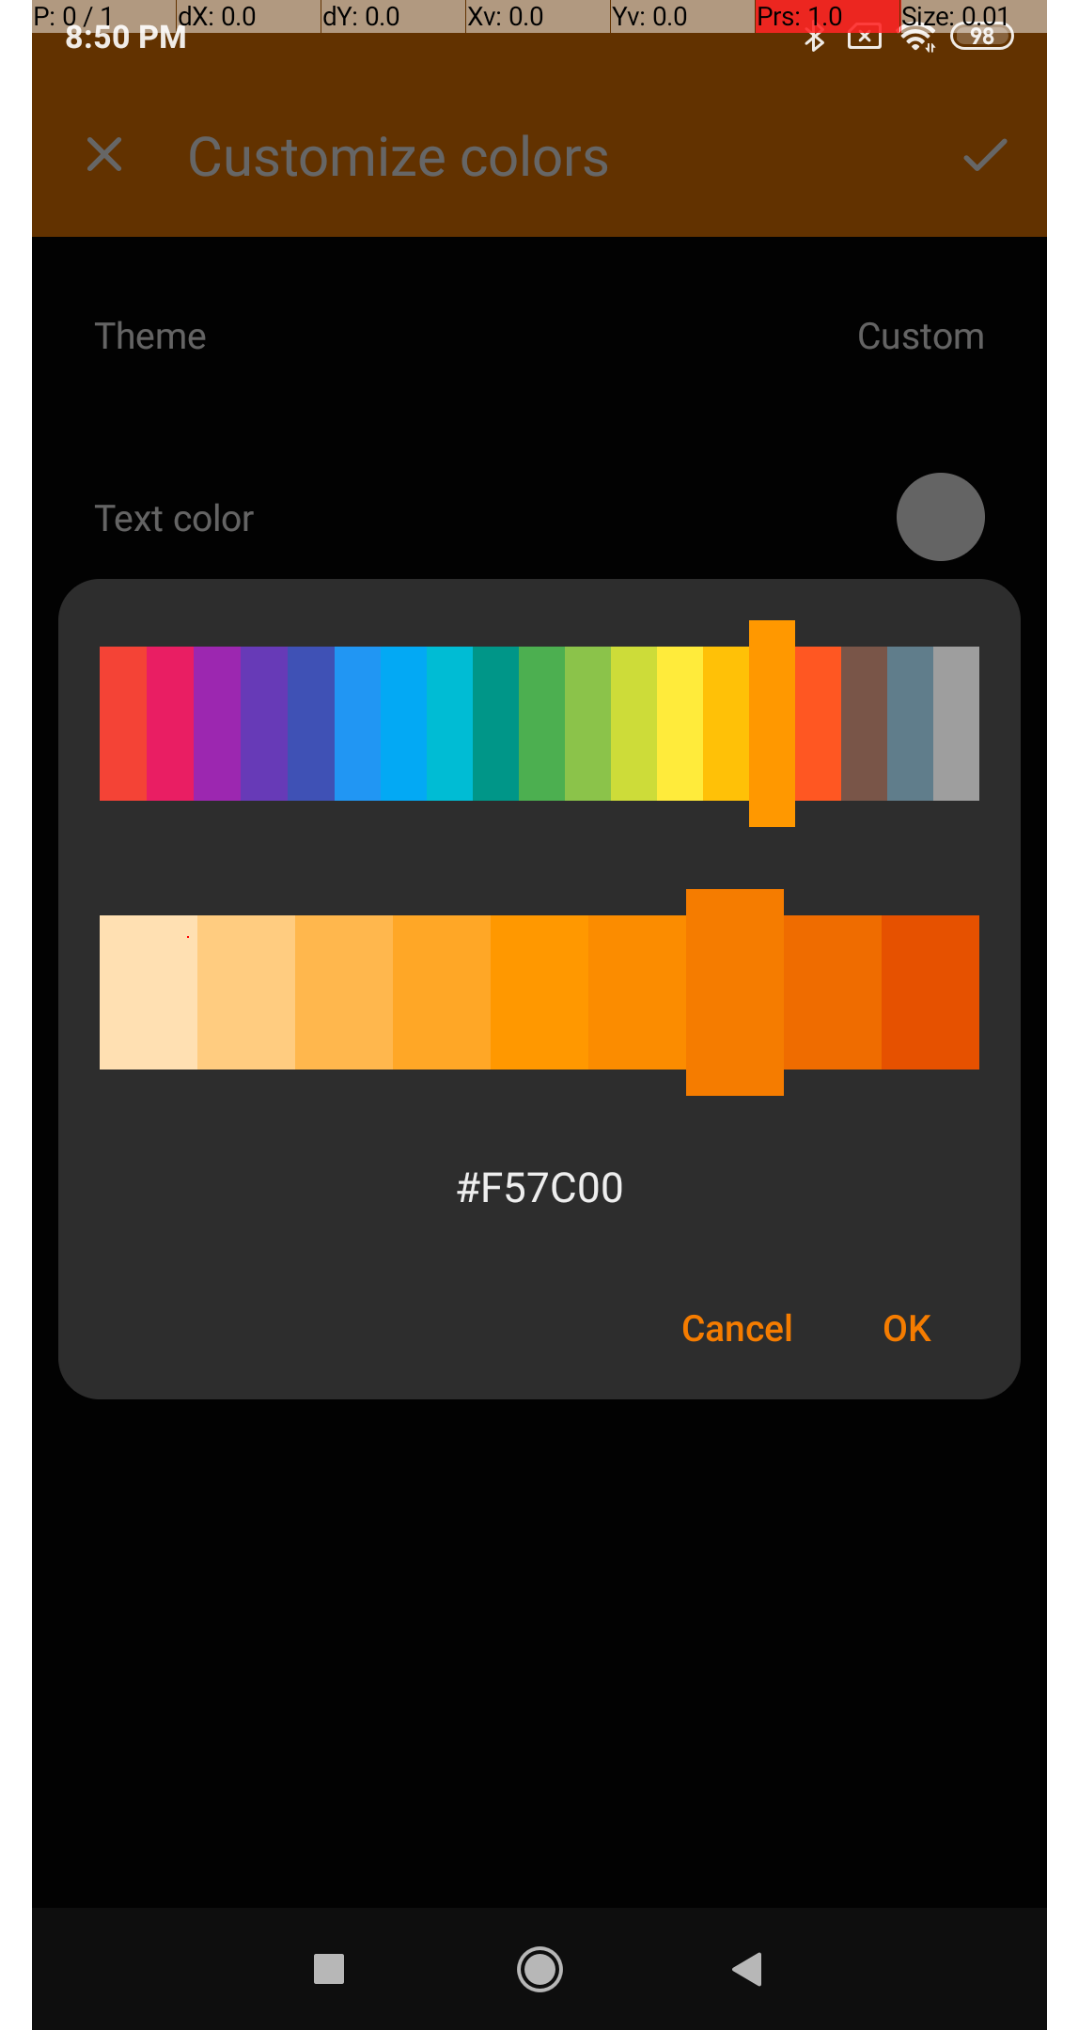 P: 0 / 1 dX: 0.0 dY: 0.0 Xv: 0.0 Yv: 0.0 Prs: 1.0 Size: 0.01
8:50 PM 98
Customize colors
Theme Custom
Text color
#F57C00
Cancel OK